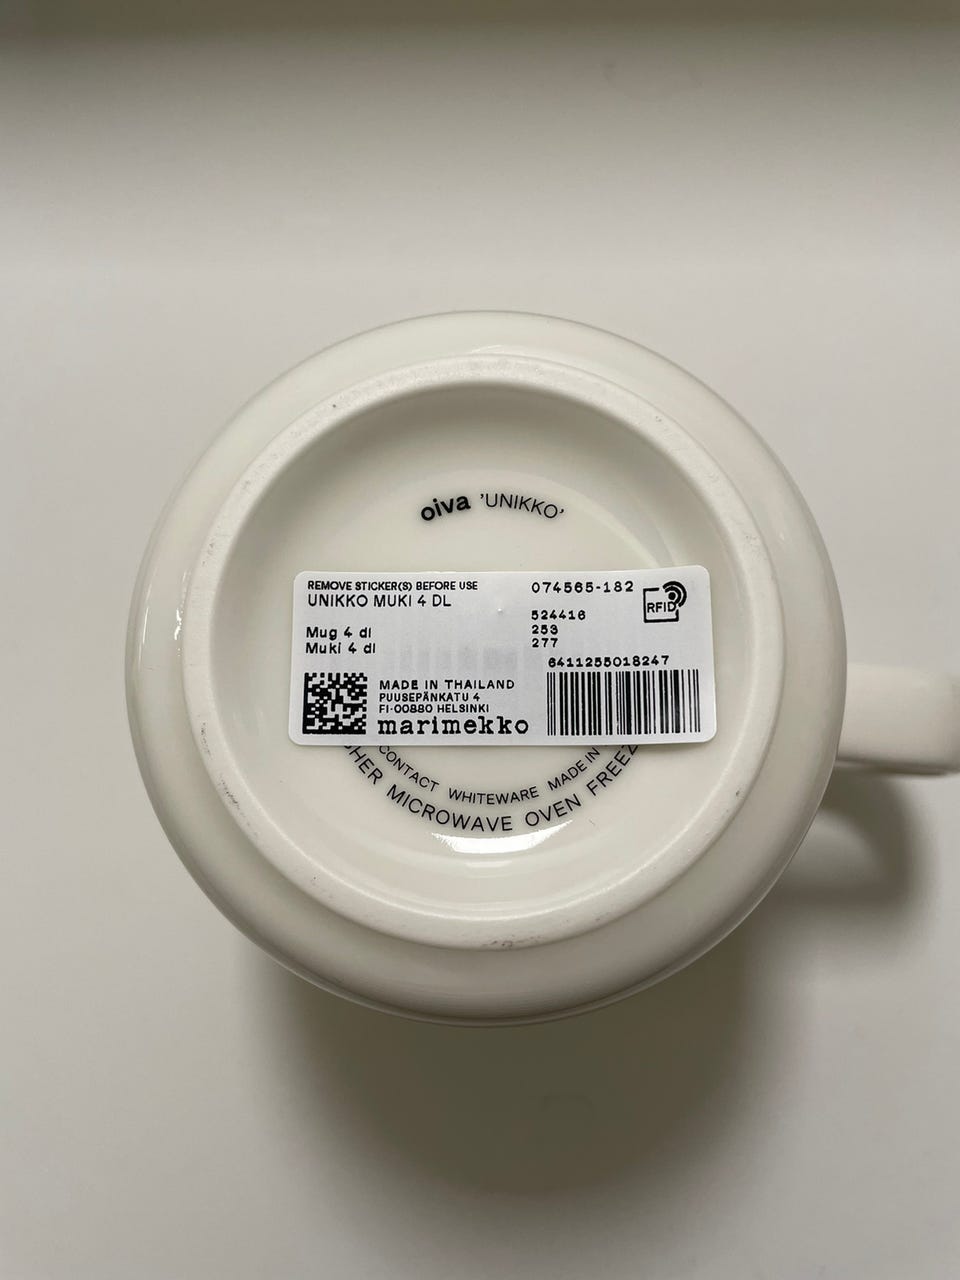 oiva 'UNIKKO'
REMOVE STICKER(S) BEFORE USE
UNIKKO MUKI 4 DL
074565-182
RFID
524416
253
277
Mug 4 dl
Muki 4 dl
6411255018247
MADE IN THAILAND
PUUSEPÄNKATU 4
FI-00880 HELSINKI
marimekko
CONTACT WHITEWARE MADE IN
MICROWAVE OVEN